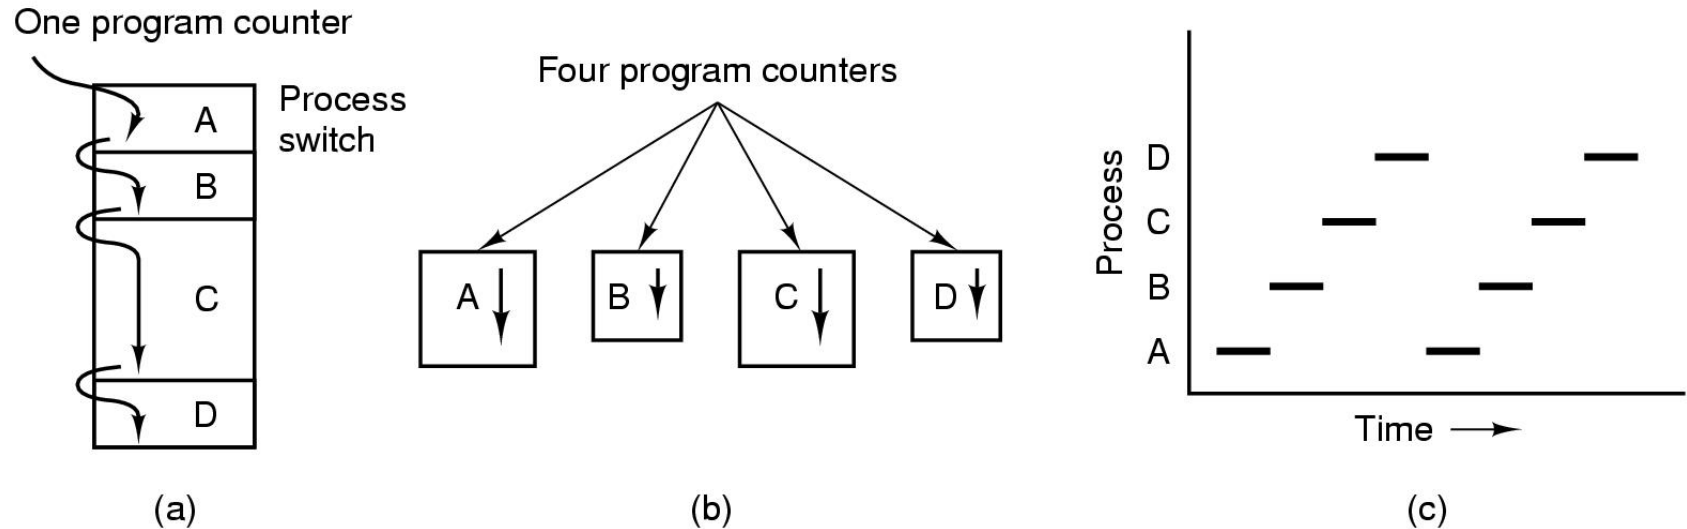 One program counter
Process
switch
A
B
C
D
(a)
Four program counters
A
B
C
D
(b)
Process
D
C
B
A
Time
(c)